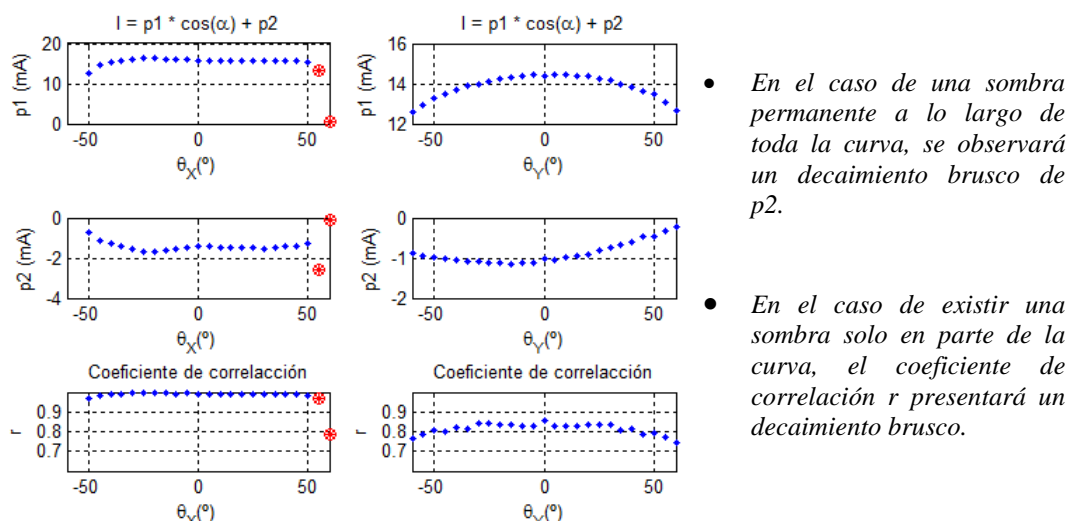 I = p1 * cos(α) + p2
p1 (mA)
20
10
0
-50
0
50
θX(º)
I = p1 * cos(α) + p2
p1 (mA)
16
14
12
-50
0
50
θY(º)
p2 (mA)
0
-2
-4
-50
0
50
θX(º)
p2 (mA)
0
-1
-2
-50
0
50
θY(º)
Coeficiente de correlacción
r
0.9
0.8
0.7
-50
0
50
θX(º)
Coeficiente de correlacción
r
0.9
0.8
0.7
-50
0
50
θY(º)
• En el caso de una sombra
permanente a lo largo de
toda la curva, se observará
un decaimiento brusco de
p2.
• En el caso de existir una
sombra solo en parte de la
curva, el coeficiente de
correlación r presentará un
decaimiento brusco.